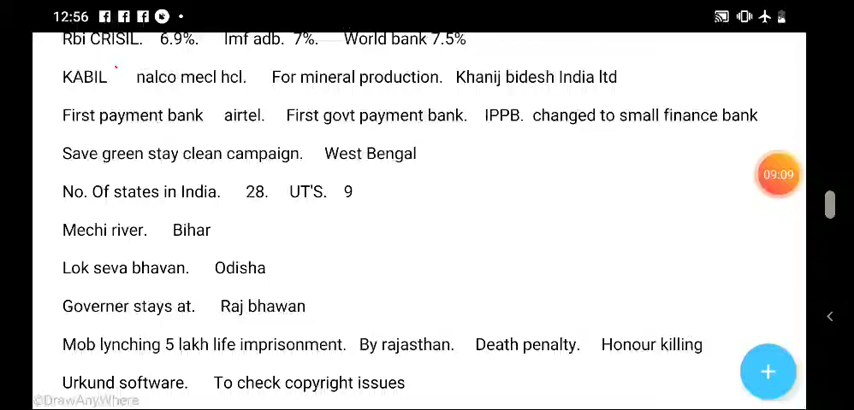 12:56
Rbi CRISIL. 6.9%. Imf adb. 7%. World bank 7.5%
KABIL nalco mecl hcl. For mineral production. Khanij bidesh India ltd
First payment bank airtel. First govt payment bank. IPPB. changed to small finance bank
Save green stay clean campaign. West Bengal
09:09
No. Of states in India. 28. UT'S. 9
Mechi river. Bihar
Lok seva bhavan. Odisha
Governer stays at. Raj bhawan
Mob lynching 5 lakh life imprisonment. By rajasthan. Death penalty. Honour killing
Urkund software. To check copyright issues
@DrawAnyWhere